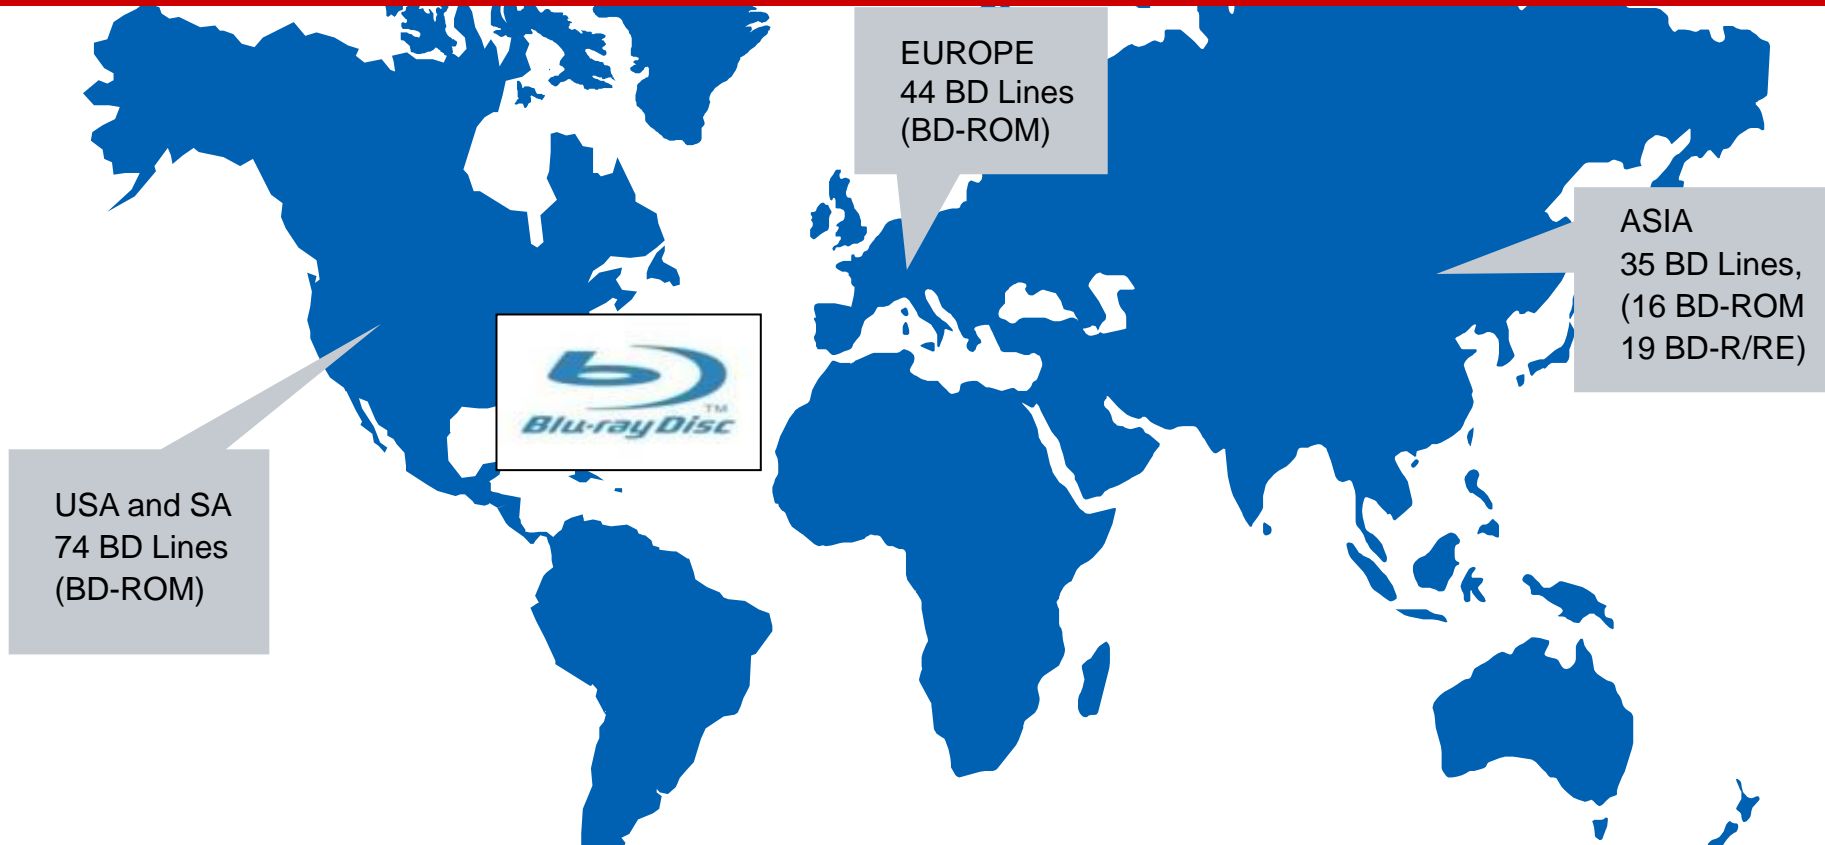 EUROPE
44 BD Lines
(BD-ROM)
ASIA
35 BD Lines,
(16 BD-ROM
19 BD-R/RE)
Blu-ray Disc
TM
USA and SA
74 BD Lines
(BD-ROM)